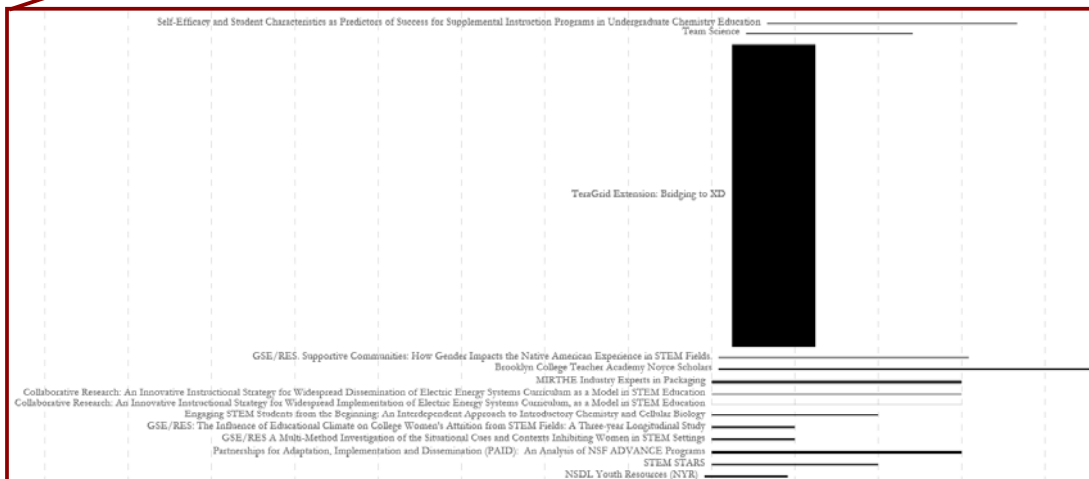 Self-Efficacy and Student Characteristics as Predictors of Success for Supplemental Instruction Programs in Undergraduate Chemistry Education
Team Science
TeraGrid Extension: Bridging to XD
GSE/RES. Supportive Communities: How Gender Impacts the Native American Experience in STEM Fields.
Brooklyn College Teacher Academy Noyce Scholars
MIRTHE Industry Experts in Packaging
Collaborative Research: An Innovative Instructional Strategy for Widespread Dissemination of Electric Energy Systems Curriculum as a Model in STEM Education
Collaborative Research: An Innovative Instructional Strategy for Widespread Implementation of Electric Energy Systems Curriculum, as a Model in STEM Education
Engaging STEM Students from the Beginning: An Interdependent Approach to Introductory Chemistry and Cellular Biology
GSE/RES: The Influence of Educational Climate on College Women's Attrition from STEM Fields: A Three-year Longitudinal Study
GSE/RES A Multi-Method Investigation of the Situational Cues and Contexts Inhibiting Women in STEM Settings
Partnerships for Adaptation, Implementation and Dissemination (PAID): An Analysis of NSF ADVANCE Programs
STEM STARS
NSDL Youth Resources (NYR)